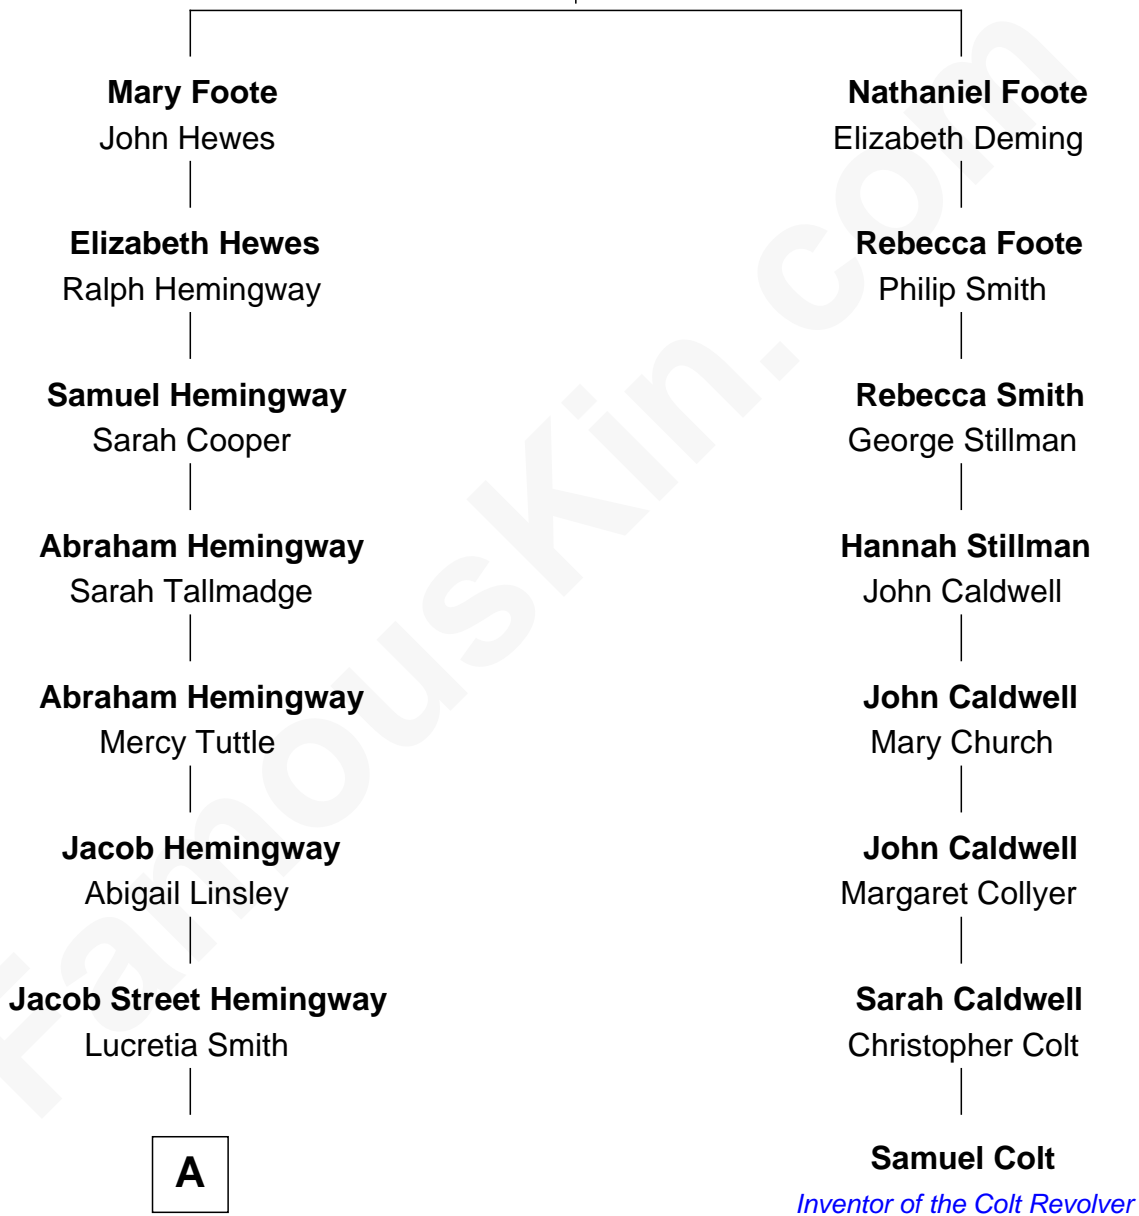 Mary Foote
John Hewes
Elizabeth Hewes
Ralph Hemingway
Samuel Hemingway
Sarah Cooper
Abraham Hemingway
Sarah Tallmadge
Abraham Hemingway
Mercy Tuttle
Jacob Hemingway
Abigail Linsley
Jacob Street Hemingway
Lucretia Smith
A
Nathaniel Foote
Elizabeth Deming
Rebecca Foote
Philip Smith
Rebecca Smith
George Stillman
Hannah Stillman
John Caldwell
John Caldwell
Mary Church
John Caldwell
Margaret Collyer
Sarah Caldwell
Christopher Colt
Samuel Colt
Inventor of the Colt Revolver
FamousKin.com